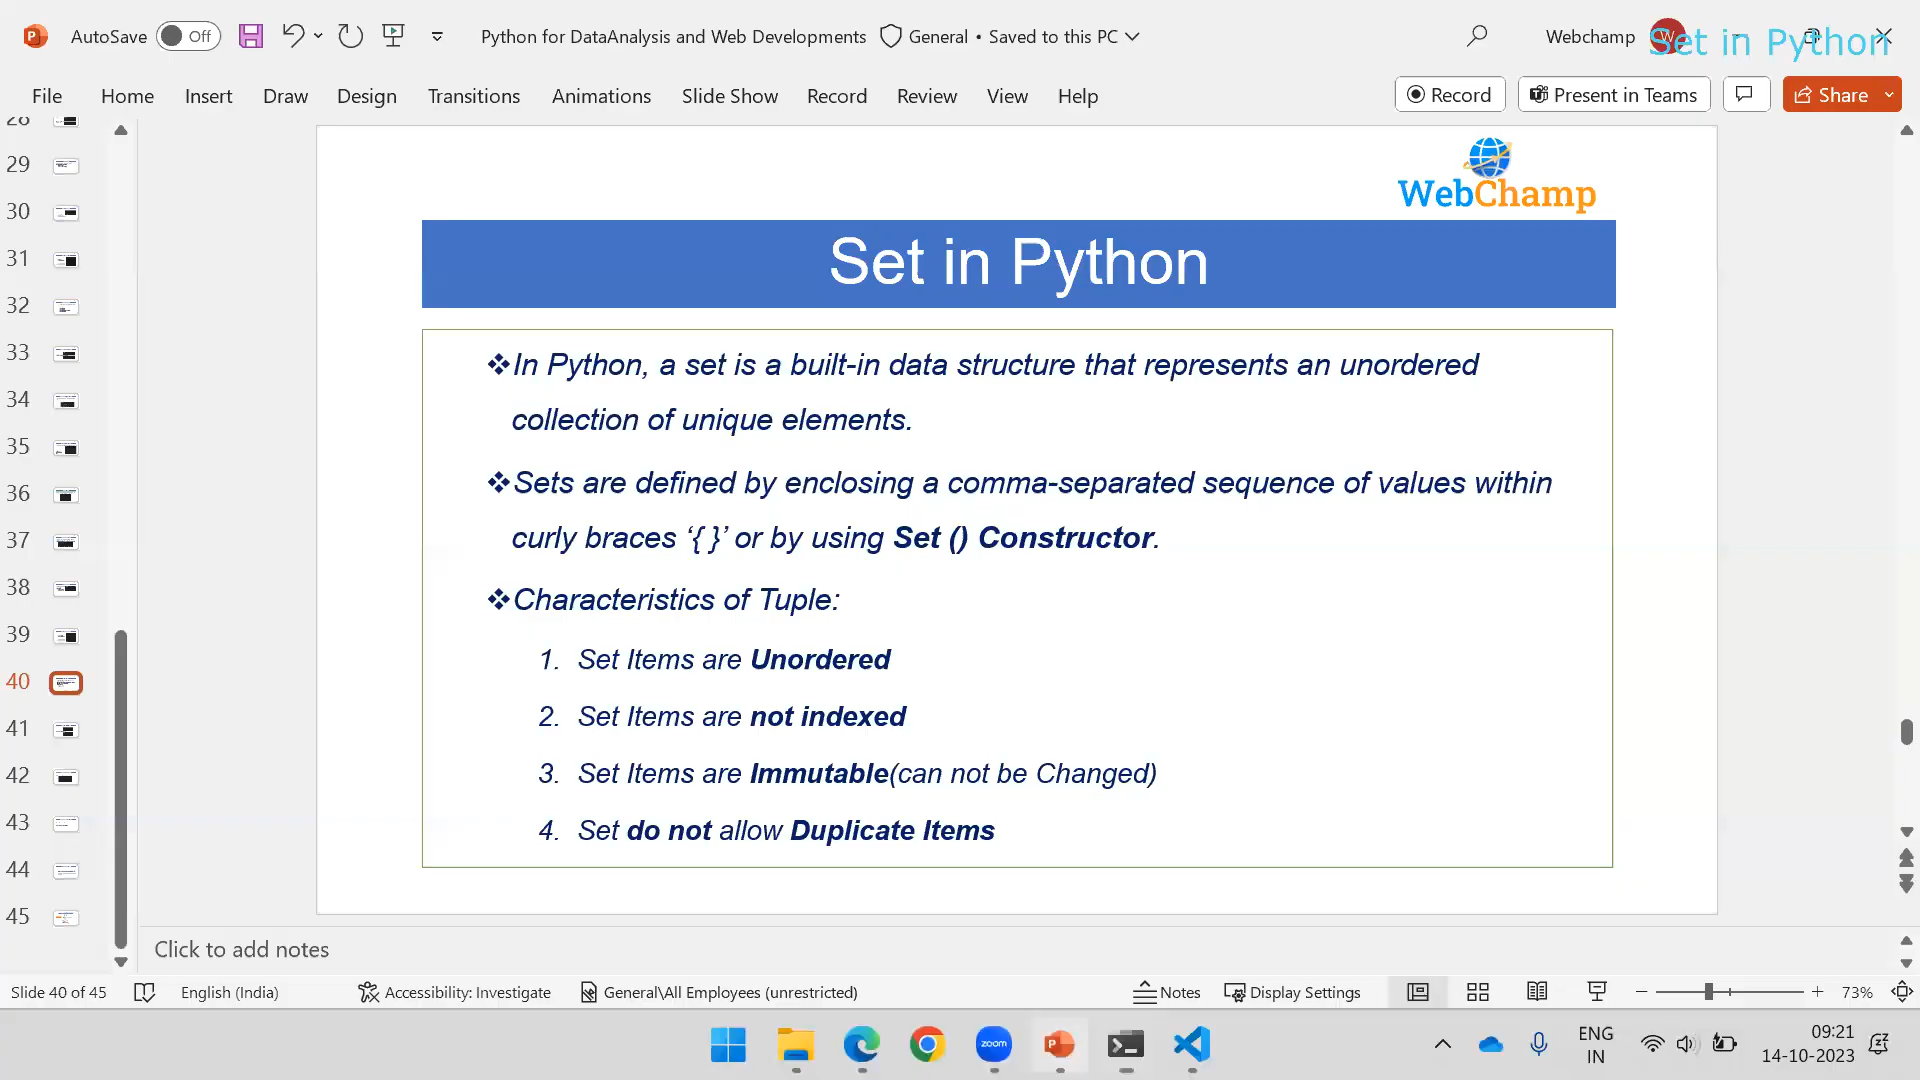 AutoSave Off Python for DataAnalysis and Web Developments General • Saved to this PC Webchamp
Set in Python
File Home Insert Draw Design Transitions Animations Slide Show Record Review View Help Record Present in Teams Share
28
29
30
31
32
33
34
35
36
37
38
39
40
41
42
43
44
45
WebChamp
Set in Python
In Python, a set is a built-in data structure that represents an unordered
collection of unique elements.
Sets are defined by enclosing a comma-separated sequence of values within
curly braces ‘{ }’ or by using Set () Constructor.
Characteristics of Tuple:
1. Set Items are Unordered
2. Set Items are not indexed
3. Set Items are Immutable(can not be Changed)
4. Set do not allow Duplicate Items
Click to add notes
Slide 40 of 45 English (India) Accessibility: Investigate General\All Employees (unrestricted) Notes Display Settings 73%
zoom
ENG
IN
09:21
14-10-2023